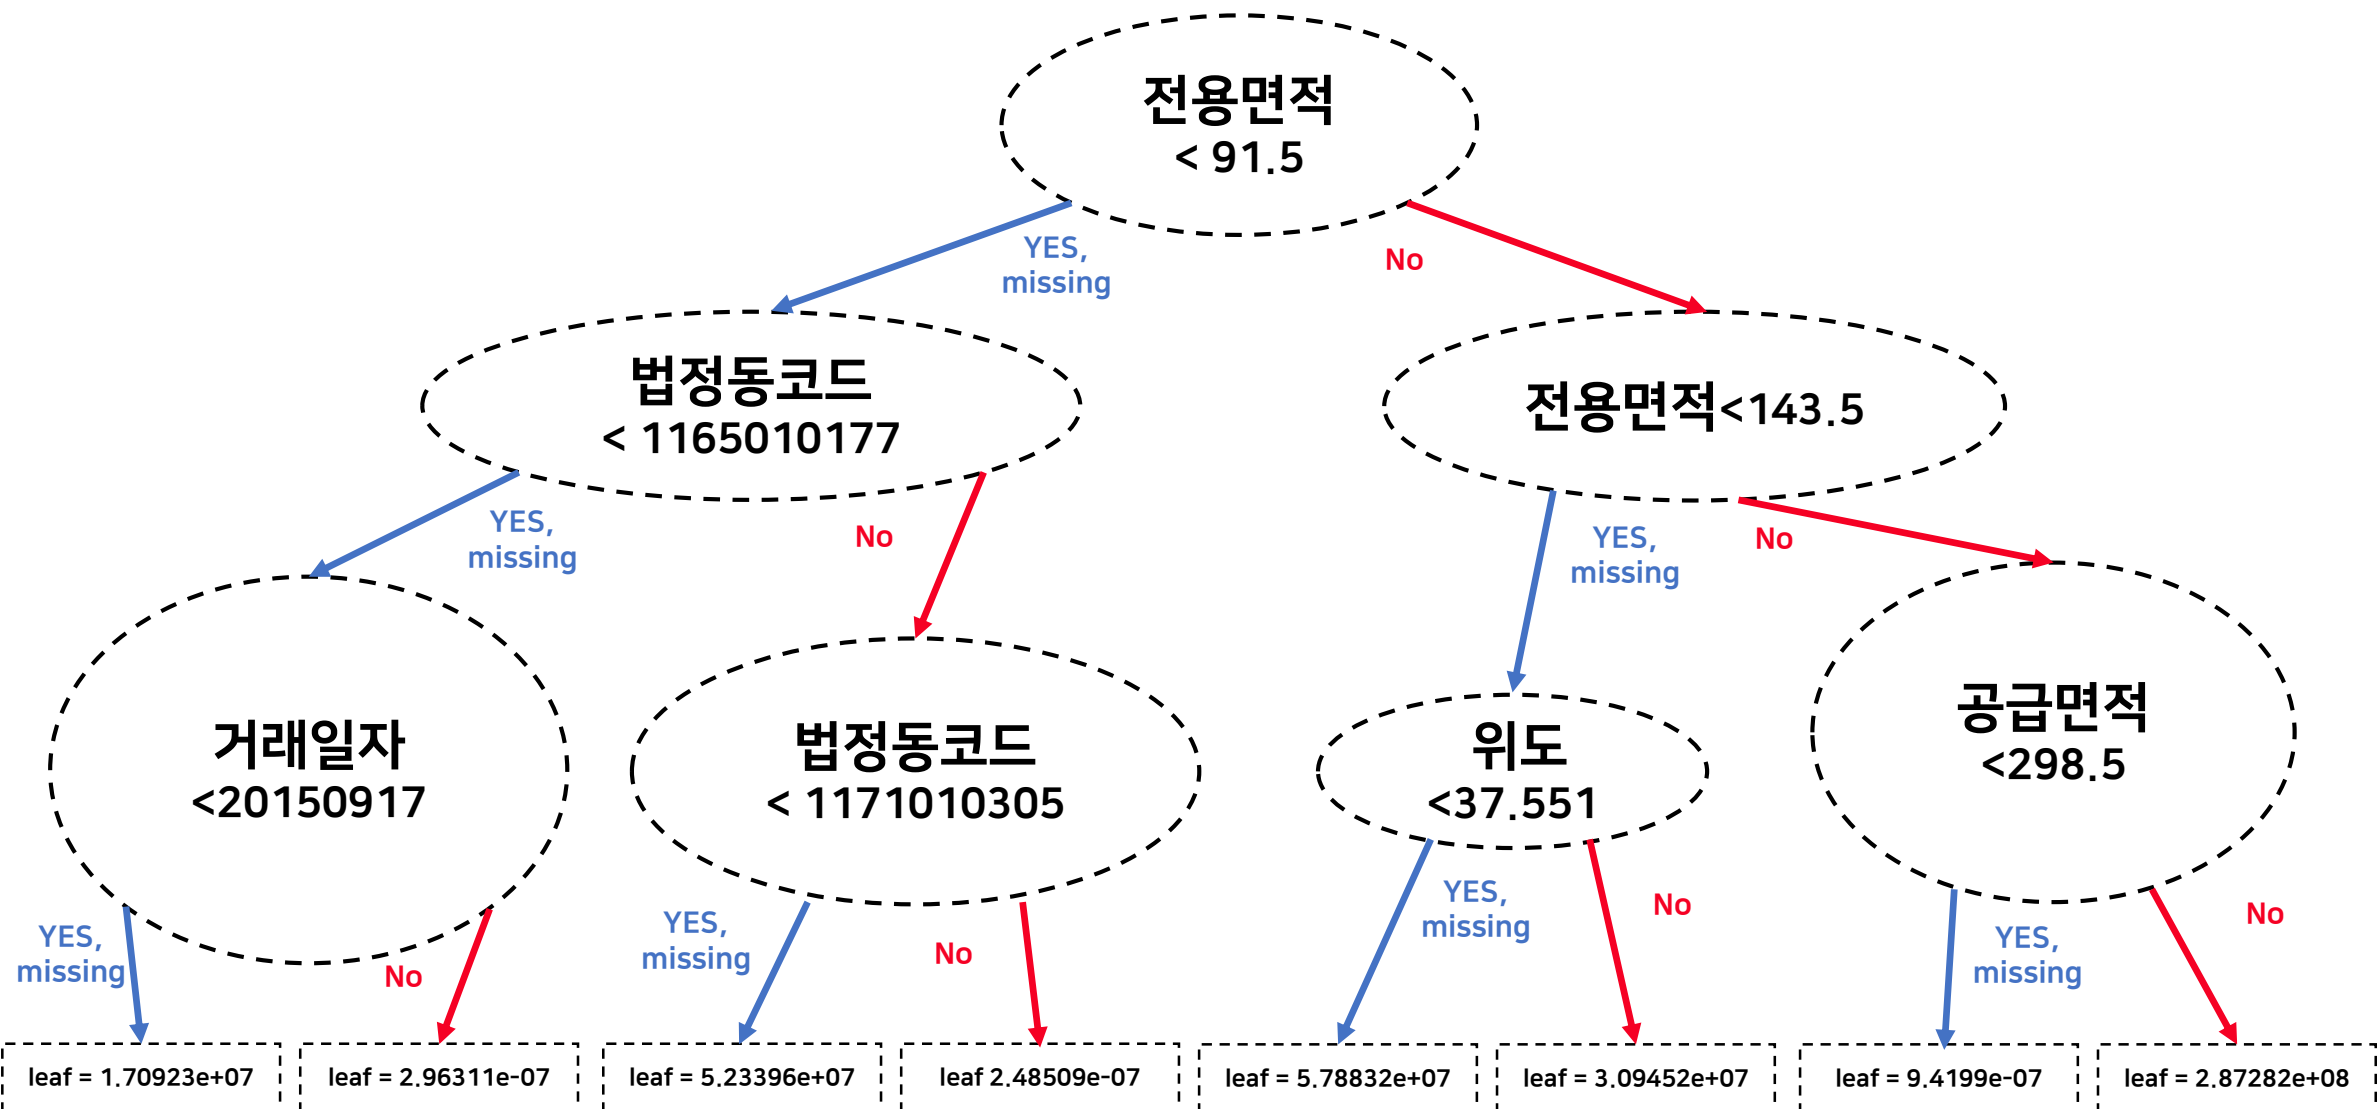 전용면적
< 91.5
YES,
missing
No
법정동코드
< 1165010177
전용면적<143.5
YES,
missing
No
YES,
missing
No
거래일자
<20150917
법정동코드
< 1171010305
위도
<37.551
공급면적
<298.5
YES,
missing
No
YES,
missing
No
YES,
missing
No
YES,
missing
No
leaf = 1.70923e+07
leaf = 2.96311e-07
leaf = 5.23396e+07
leaf 2.48509e-07
leaf = 5.78832e+07
leaf = 3.09452e+07
leaf = 9.4199e-07
leaf = 2.87282e+08